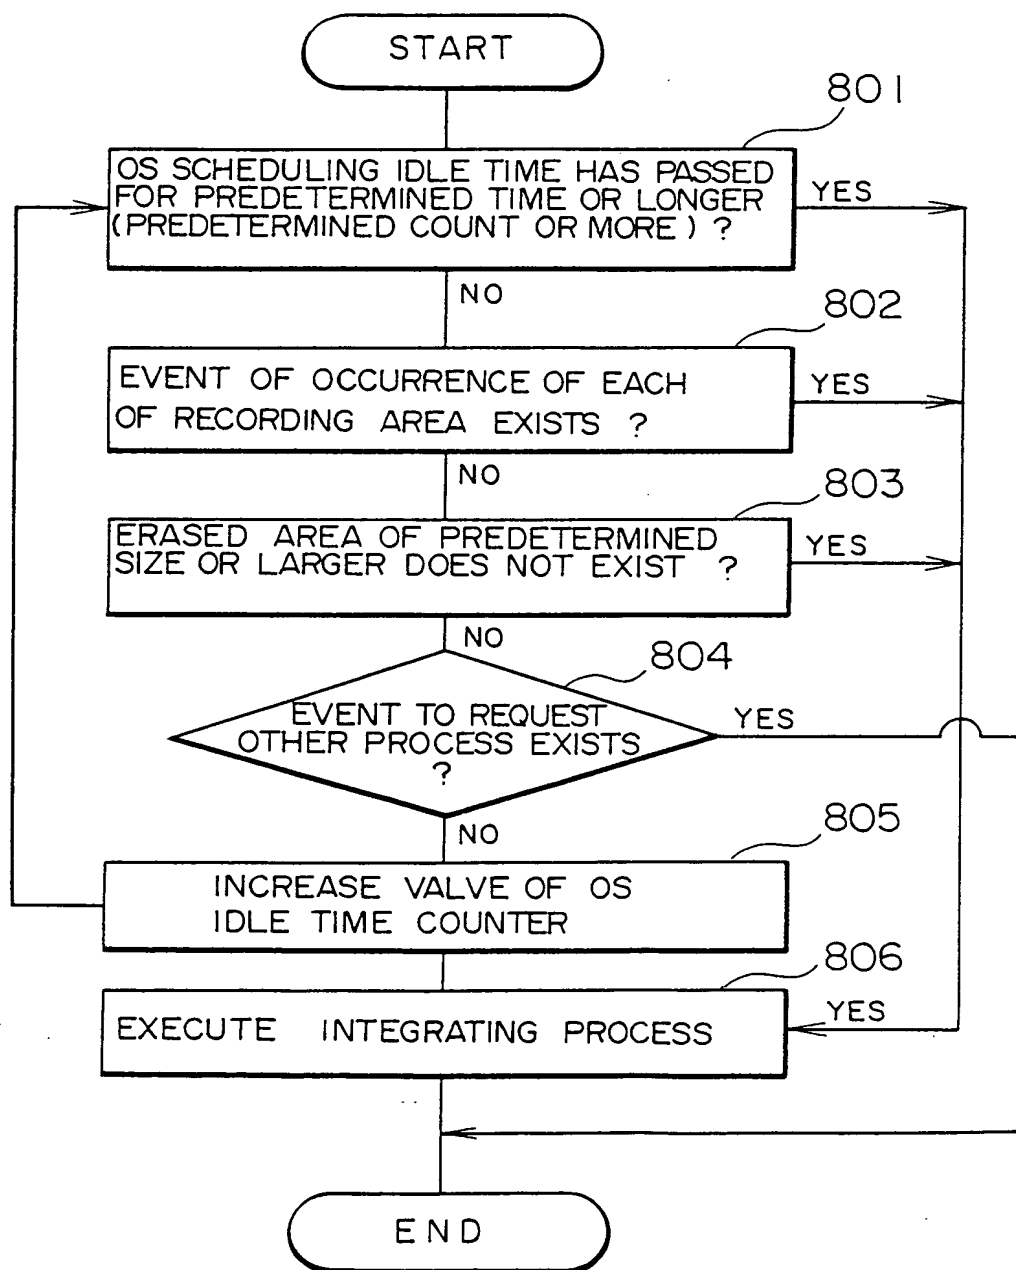 START
801
OS SCHEDULING IDLE TIME HAS PASSED
FOR PREDETERMINED TIME OR LONGER
(PREDETERMINED COUNT OR MORE) ?
YES
NO
802
EVENT OF OCCURRENCE OF EACH
OF RECORDING AREA EXISTS ?
YES
NO
803
ERASED AREA OF PREDETERMINED
SIZE OR LARGER DOES NOT EXIST ?
YES
NO
804
EVENT TO REQUEST
OTHER PROCESS EXISTS
?
YES
NO
805
INCREASE VALVE OF OS
IDLE TIME COUNTER
806
EXECUTE INTEGRATING PROCESS
YES
END